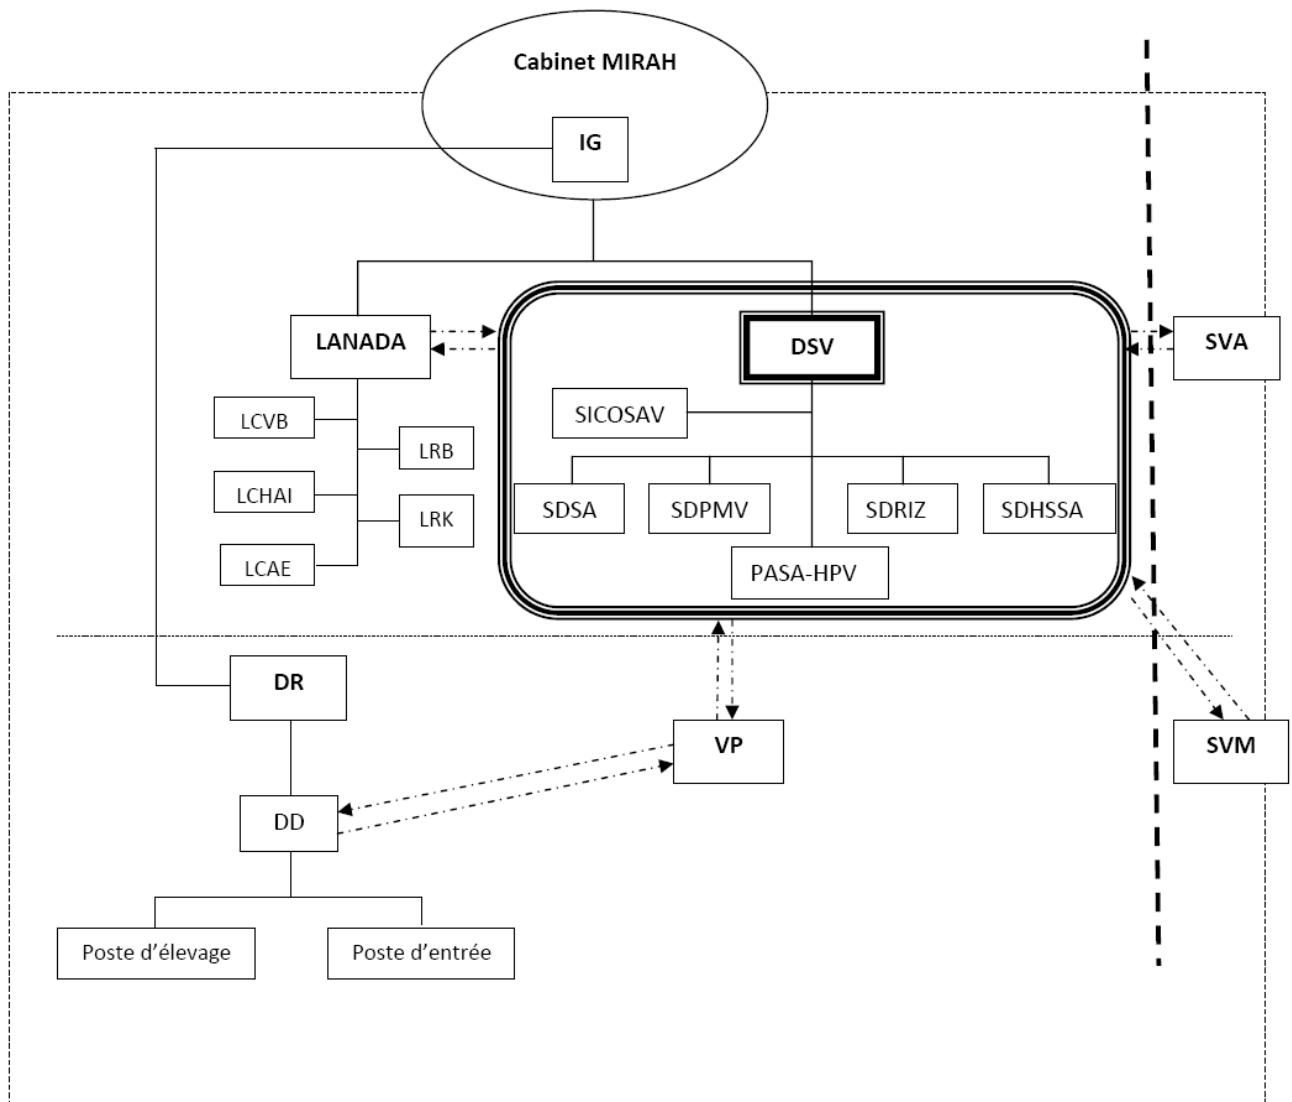 Cabinet MIRAH
IG
LANADA
DSV
SVA
LCVB
SICOSAV
LRB
LCHAI
SDSA
SDPMV
SDRIZ
SDHSSA
LRK
LCAE
PASA-HPV
DR
VP
SVM
DD
Poste d’élevage
Poste d’entrée